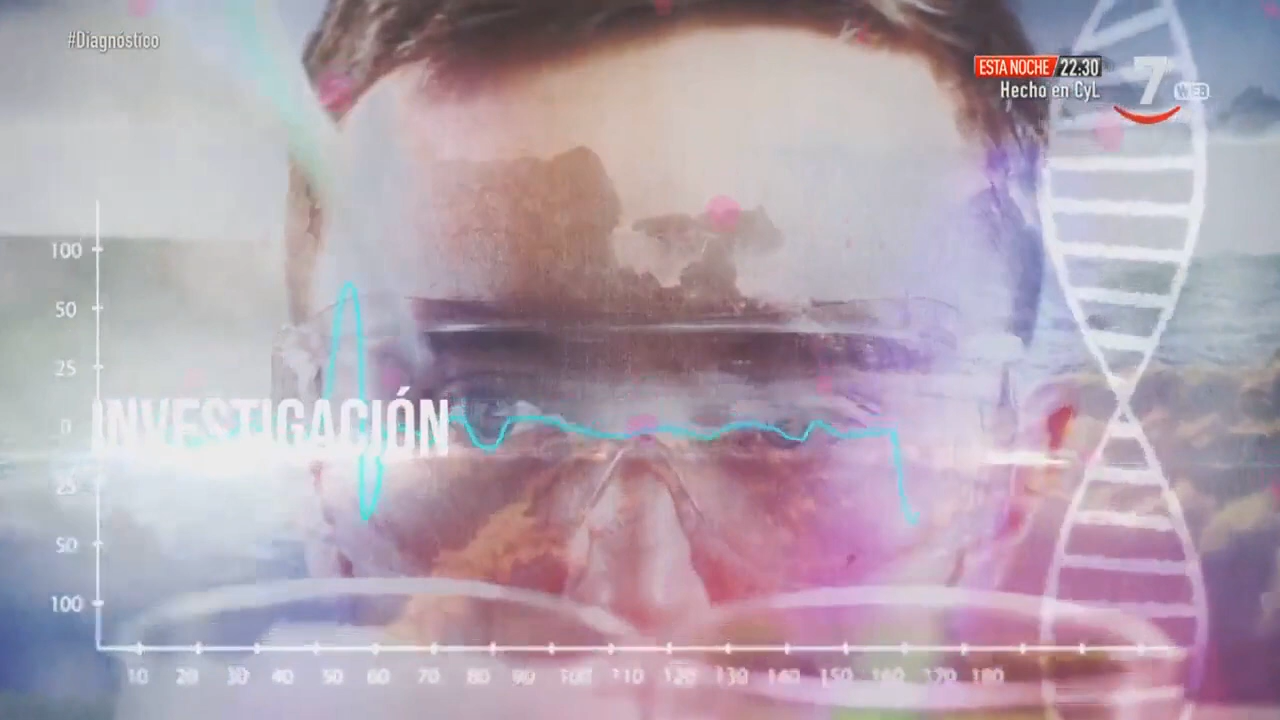 #Diagnóstico
ESTA NOCHE 22:30
Hecho en CyL
7 WEB
100
50
25
INVESTIGACIÓN
0
25
50
100
10 20 30 40 50 60 70 80 90 100 110 120 130 140 150 160 170 180